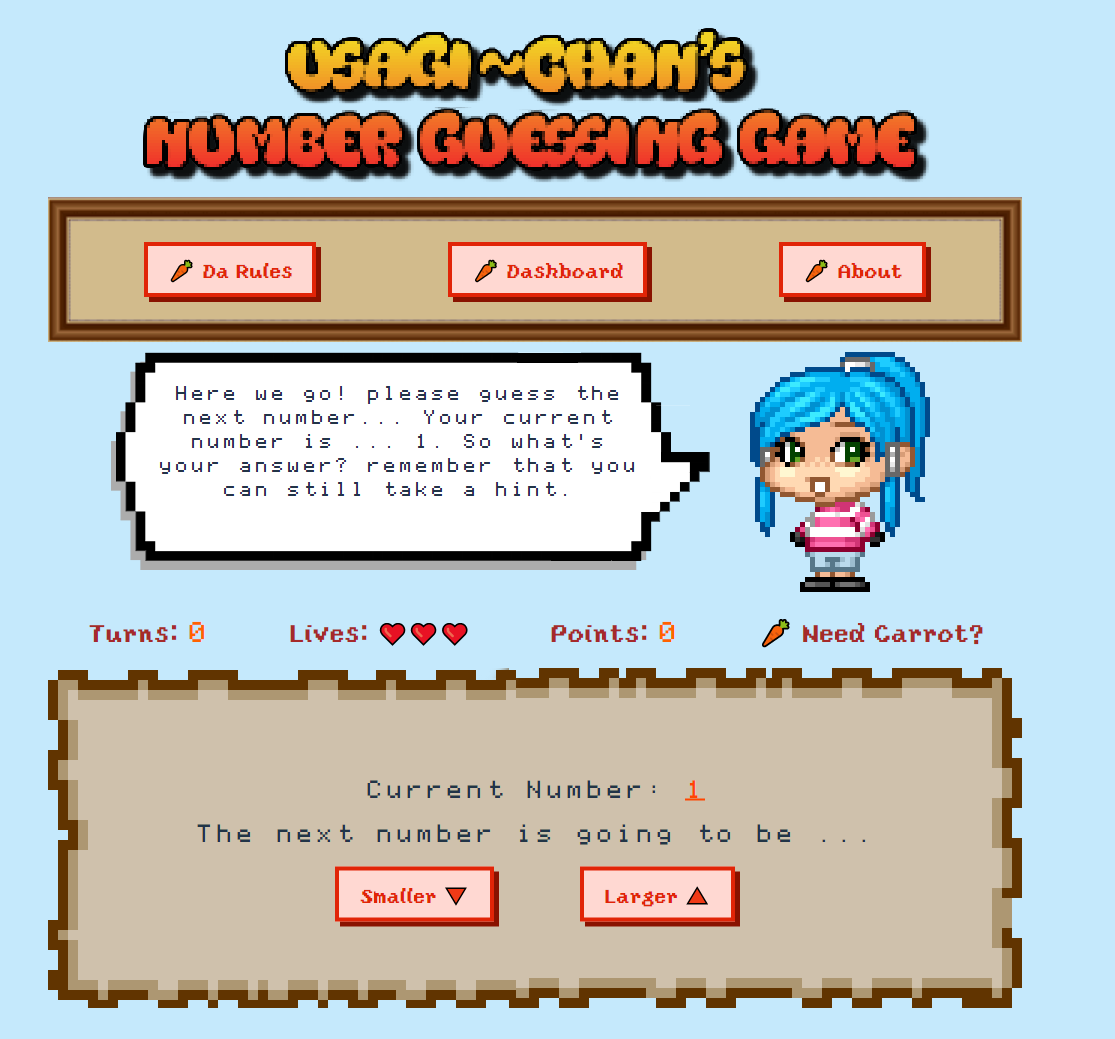 USAGI~CHAN'S
NUMBER GUESSING GAME
Da Rules
Dashboard
About
Here we go! please guess the
next number... Your current
number is ... 1. So what's
your answer? remember that you
can still take a hint.
Turns: 0
Lives:
Points: 0
Need Carrot?
Current Number: 1
The next number is going to be ...
Smaller ▼
Larger ▲